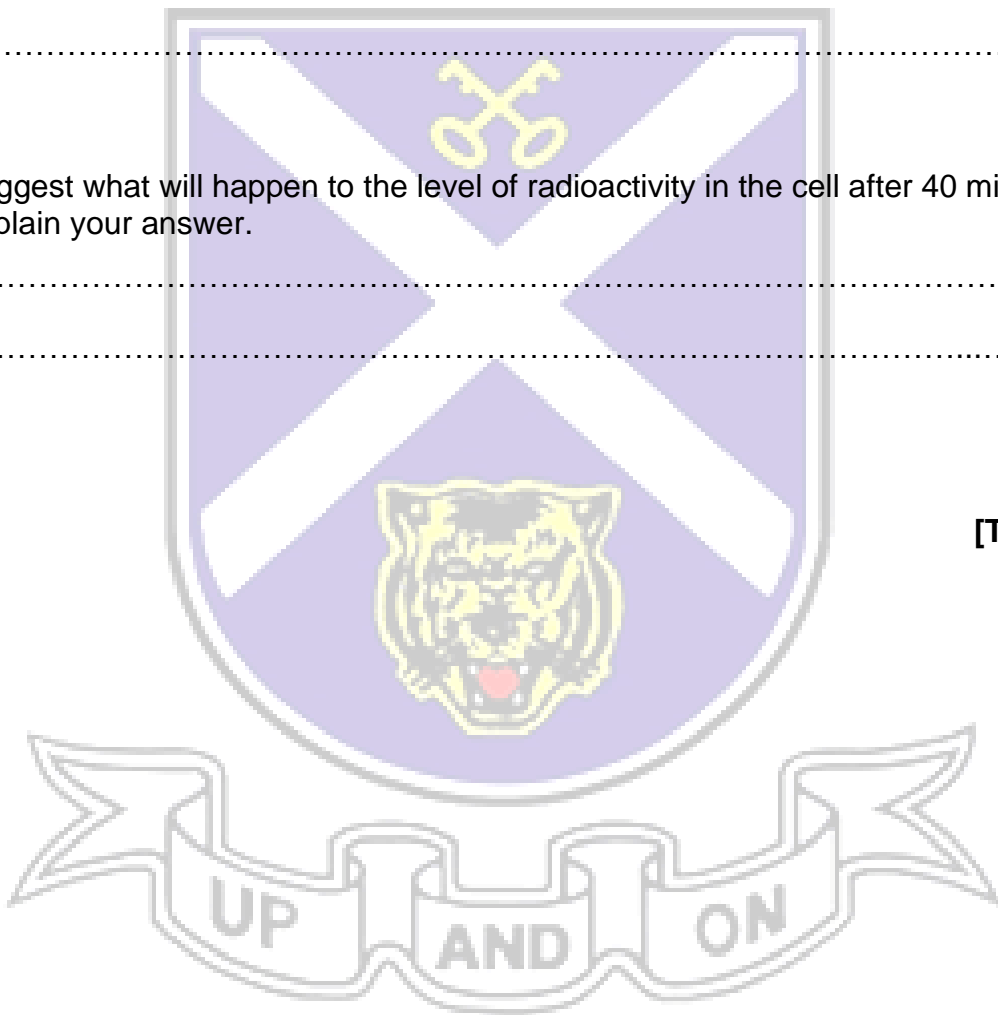 ……………………………………………………………………………………
ggest what will happen to the level of radioactivity in the cell after 40 mi
plain your answer.
……………………………………………………………………………………
………………………………………………………………………………...…
[T
UP AND ON